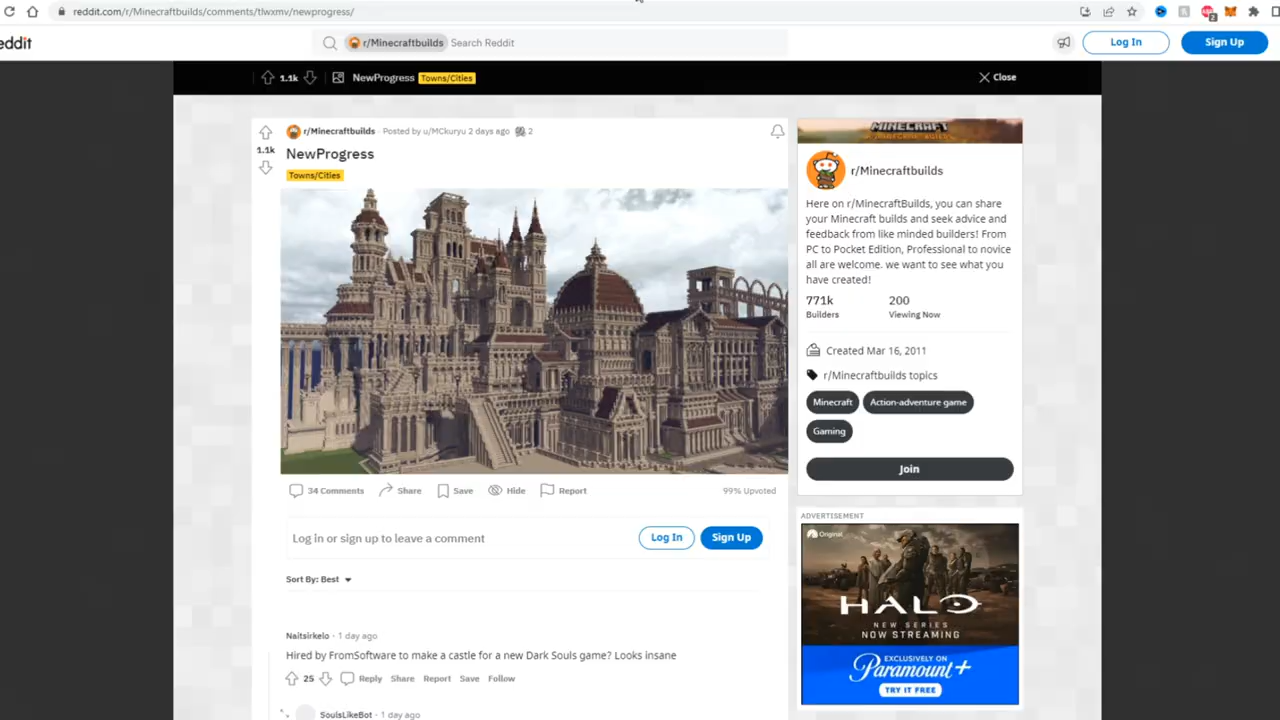 reddit.com/r/Minecraftbuilds/comments/tlwxmv/newprogress/
2
eddit
r/Minecraftbuilds
Search Reddit
Log In
Sign Up
1.1k
NewProgress
Towns/Cities
Close
r/Minecraftbuilds · Posted by u/MCkuryu 2 days ago
2
1.1k
NewProgress
Towns/Cities
34 Comments
Share
Save
Hide
Report
99% Upvoted
Log in or sign up to leave a comment
Log In
Sign Up
Sort By: Best
Naitsirkelo · 1 day ago
Hired by FromSoftware to make a castle for a new Dark Souls game? Looks insane
25
Reply
Share
Report
Save
Follow
SoulsLikeBot · 1 day ago
MINECRAFT
r/Minecraftbuilds
Here on r/MinecraftBuilds, you can share
your Minecraft builds and seek advice and
feedback from like minded builders! From
PC to Pocket Edition, Professional to novice
all are welcome. we want to see what you
have created!
771k
Builders
200
Viewing Now
Created Mar 16, 2011
r/Minecraftbuilds topics
Minecraft
Action-adventure game
Gaming
Join
ADVERTISEMENT
Original
HALO
NEW SERIES
NOW STREAMING
EXCLUSIVELY ON
Paramount+
TRY IT FREE